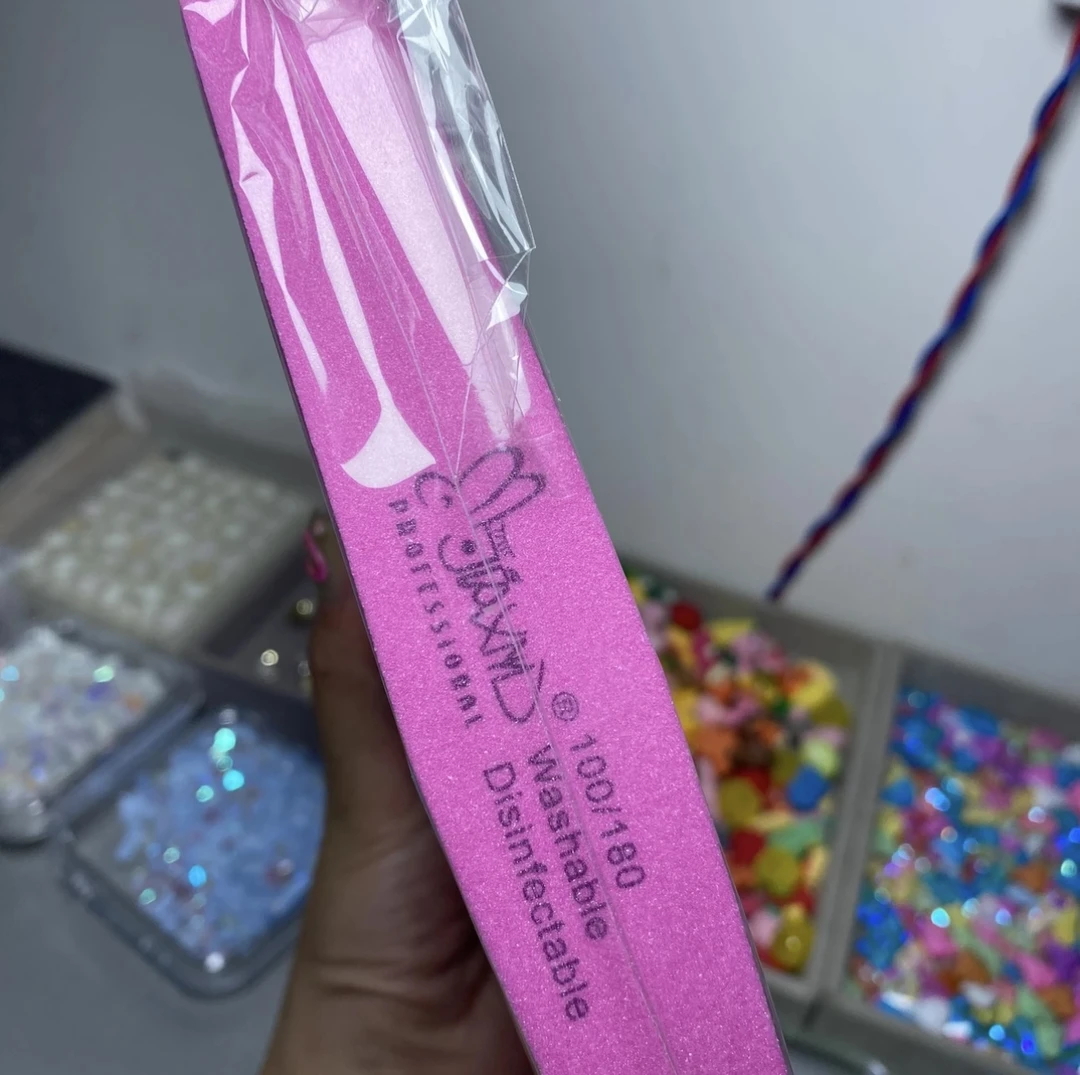 ®
PROFESSIONAL
100/180
Washable
Disinfectable